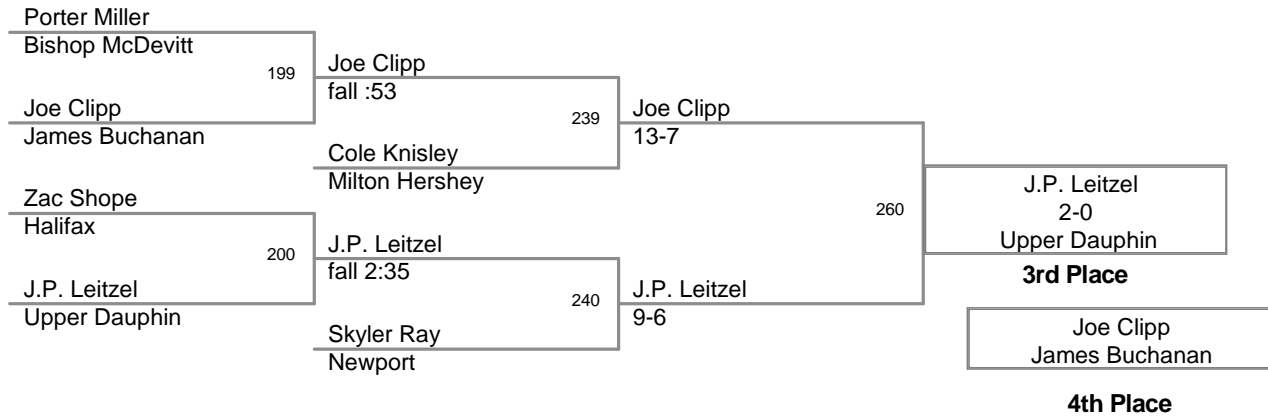 Porter Miller
Bishop McDevitt
199
Joe Clipp
fall :53
Joe Clipp
James Buchanan
239
Joe Clipp
13-7
Cole Knisley
Milton Hershey
Zac Shope
Halifax
260
J.P. Leitzel
2-0
Upper Dauphin
200
J.P. Leitzel
fall 2:35
3rd Place
J.P. Leitzel
Upper Dauphin
240
J.P. Leitzel
9-6
Skyler Ray
Newport
Joe Clipp
James Buchanan
4th Place